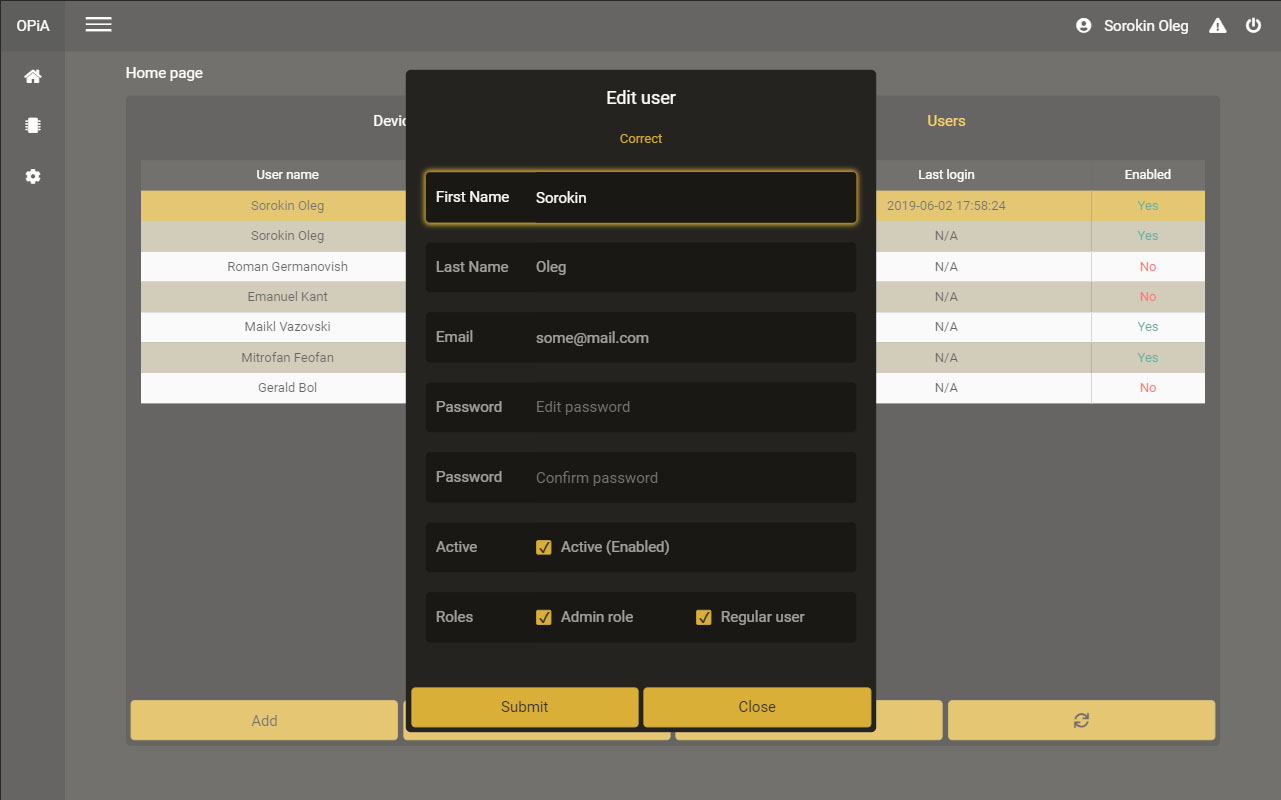 OPiA
Sorokin Oleg
Home page
Users
User name Last login Enabled
Sorokin Oleg 2019-06-02 17:58:24 Yes
Sorokin Oleg N/A Yes
Roman Germanovish N/A No
Emanuel Kant N/A No
Maikl Vazovski N/A Yes
Mitrofan Feofan N/A Yes
Gerald Bol N/A No
Add
Edit user
Correct
First Name Sorokin
Last Name Oleg
Email some@mail.com
Password Edit password
Password Confirm password
Active Active (Enabled)
Roles Admin role Regular user
Submit Close